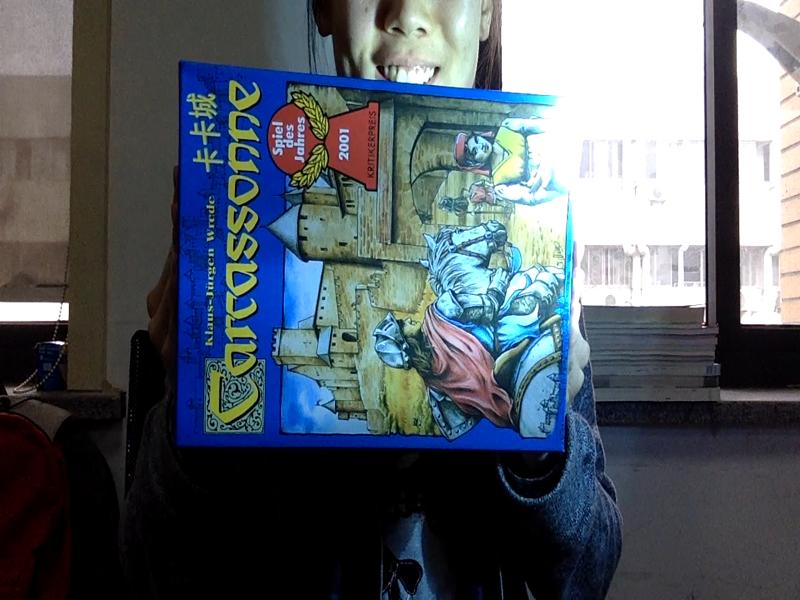 卡卡城
Klaus-Jürgen Wrede
Carcassonne
Spiel
des
Jahres
2001
KRITIKERPREIS